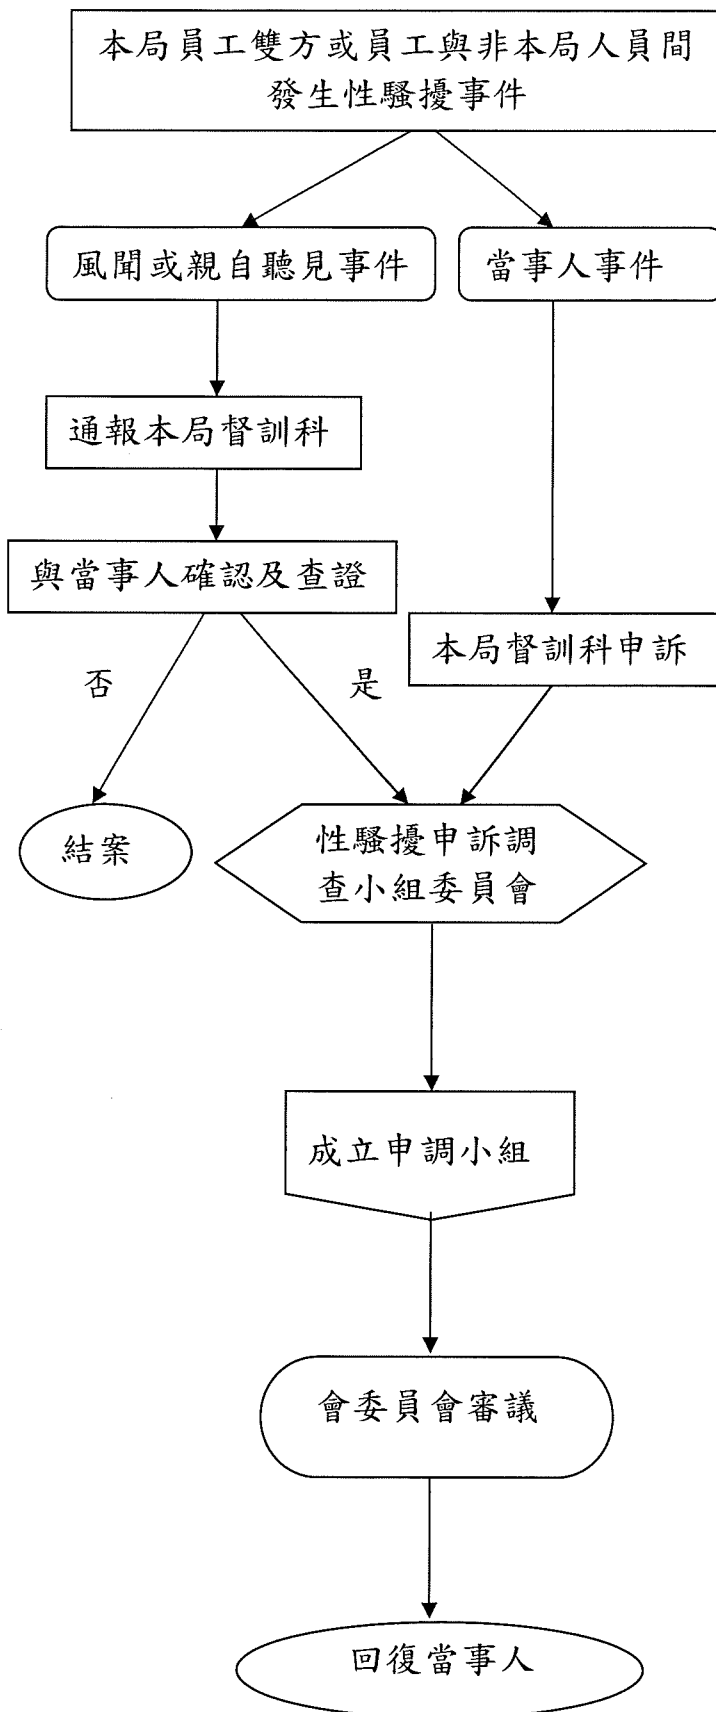 本局員工雙方或員工與非本局人員間
發生性騷擾事件
風聞或親自聽見事件
當事人事件
通報本局督訓科
與當事人確認及查證
本局督訓科申訴
否
是
結案
性騷擾申訴調
查小組委員會
成立申調小組
會委員會審議
回復當事人